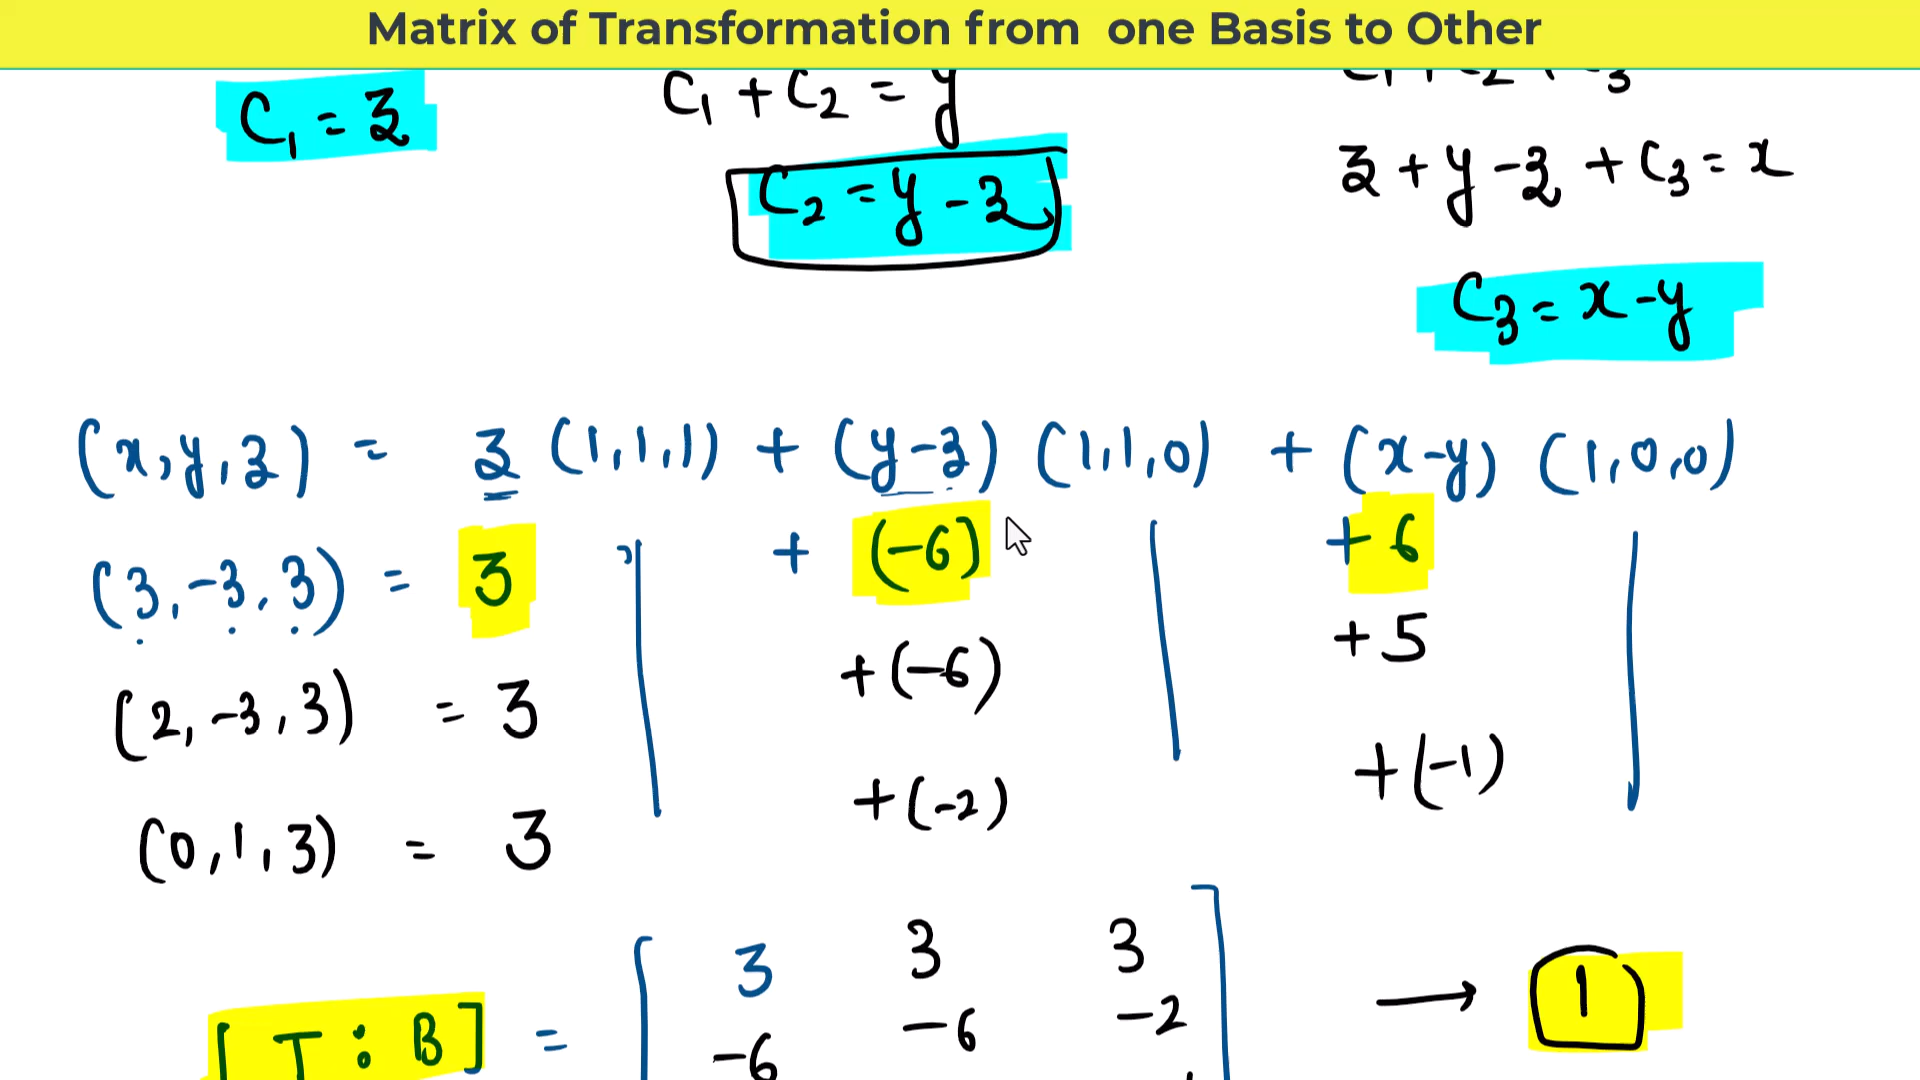 Matrix of Transformation from one Basis to Other
C₁ = z
C₁ + C₂ = y
C₂ = y - z
z + y - z + C₃ = x
C₃ = x - y
(x, y, z) = z (1, 1, 1) + (y - z) (1, 1, 0) + (x - y) (1, 0, 0)
(3, -3, 3) = 3 + (-6) + 6
(2, -3, 3) = 3 + (-6) + 5
(0, 1, 3) = 3 + (-2) + (-1)
3 3 3 → 1
[T : B] = -6 -6 -2